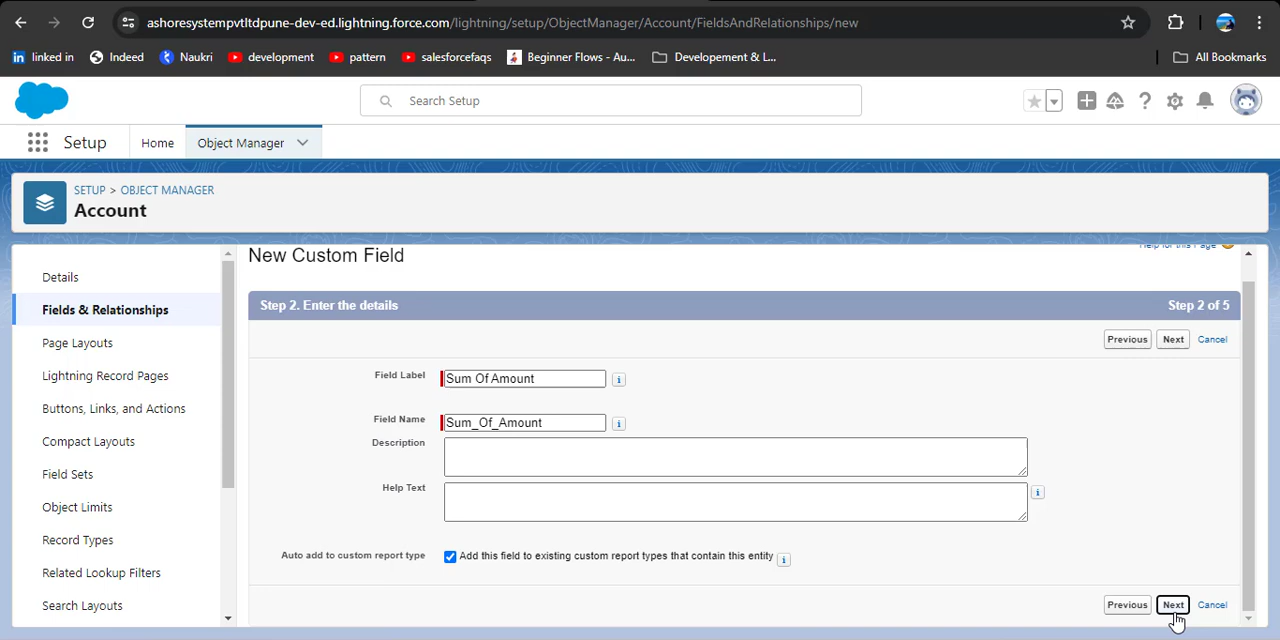 ashoresystempvtltdpune-dev-ed.lightning.force.com/lightning/setup/ObjectManager/Account/FieldsAndRelationships/new
linked in
Indeed
Naukri
development
pattern
salesforcefaqs
Beginner Flows - Au...
Developement & L...
All Bookmarks
Search Setup
Setup
Home
Object Manager
SETUP > OBJECT MANAGER
Account
Details
Fields & Relationships
Page Layouts
Lightning Record Pages
Buttons, Links, and Actions
Compact Layouts
Field Sets
Object Limits
Record Types
Related Lookup Filters
Search Layouts
Help for this Page
New Custom Field
Step 2. Enter the details
Step 2 of 5
Previous
Next
Cancel
Field Label
Sum Of Amount
Field Name
Sum_Of_Amount
Description
Help Text
Auto add to custom report type
Add this field to existing custom report types that contain this entity
Previous
Next
Cancel